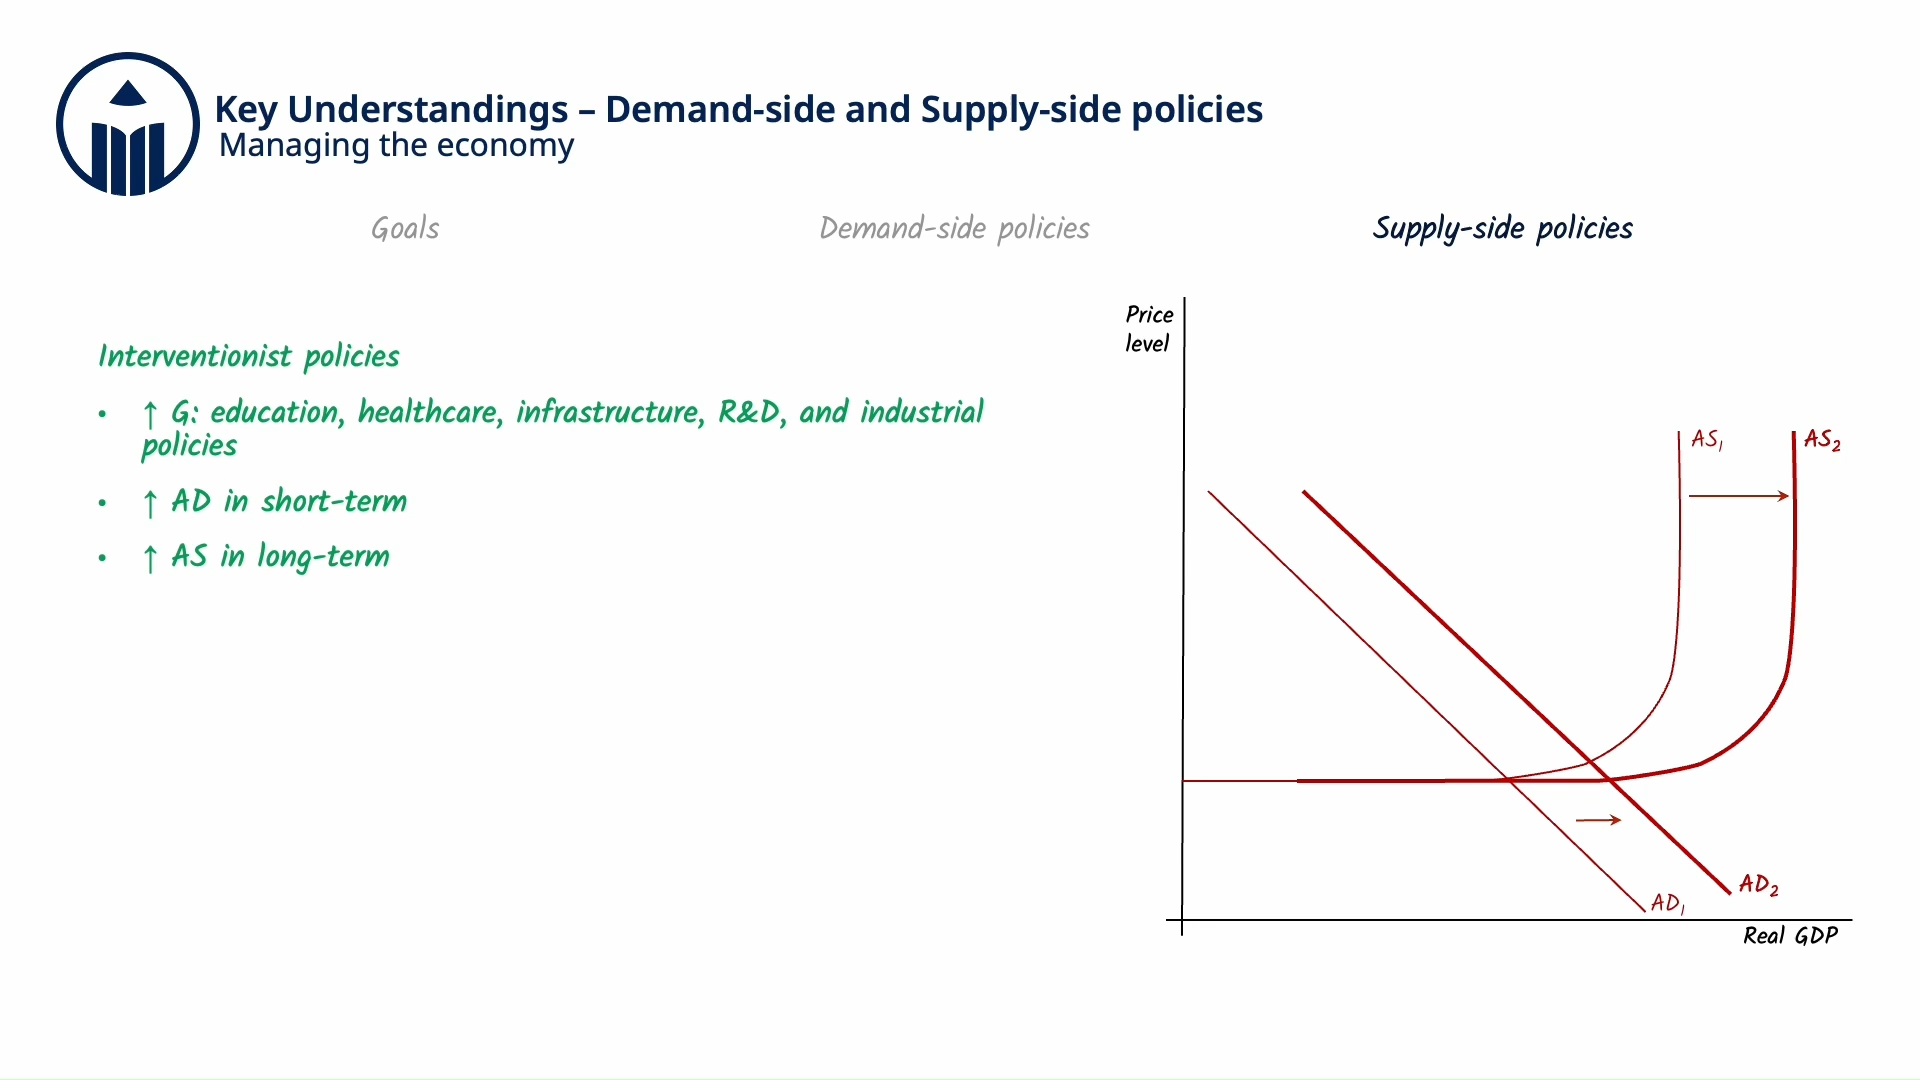 Key Understandings – Demand-side and Supply-side policies
Managing the economy
Goals
Demand-side policies
Supply-side policies
Interventionist policies
• ↑ G: education, healthcare, infrastructure, R&D, and industrial
policies
• ↑ AD in short-term
• ↑ AS in long-term
Price
level
AS₁
AS₂
AD₂
AD₁
Real GDP